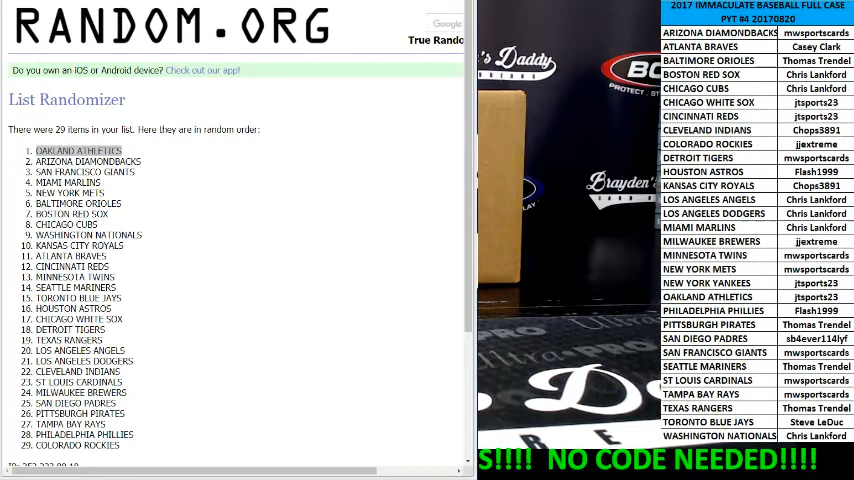 RANDOM.ORG
Google
True Rando
Do you own an iOS or Android device? Check out our app!
List Randomizer
There were 29 items in your list. Here they are in random order:
1. OAKLAND ATHLETICS
2. ARIZONA DIAMONDBACKS
3. SAN FRANCISCO GIANTS
4. MIAMI MARLINS
5. NEW YORK METS
6. BALTIMORE ORIOLES
7. BOSTON RED SOX
8. CHICAGO CUBS
9. WASHINGTON NATIONALS
10. KANSAS CITY ROYALS
11. ATLANTA BRAVES
12. CINCINNATI REDS
13. MINNESOTA TWINS
14. SEATTLE MARINERS
15. TORONTO BLUE JAYS
16. HOUSTON ASTROS
17. CHICAGO WHITE SOX
18. DETROIT TIGERS
19. TEXAS RANGERS
20. LOS ANGELES ANGELS
21. LOS ANGELES DODGERS
22. CLEVELAND INDIANS
23. ST LOUIS CARDINALS
24. MILWAUKEE BREWERS
25. SAN DIEGO PADRES
26. PITTSBURGH PIRATES
27. TAMPA BAY RAYS
28. PHILADELPHIA PHILLIES
29. COLORADO ROCKIES
's Daddy
BREAKS
BC
PROTECT . ST
Brayden's
PRO Ultra
Ultra PRO
s Da
RE
2017 IMMACULATE BASEBALL FULL CASE
PYT #4 20170820
ARIZONA DIAMONDBACKS mwsportscards
ATLANTA BRAVES Casey Clark
BALTIMORE ORIOLES Thomas Trendel
BOSTON RED SOX Chris Lankford
CHICAGO CUBS Chris Lankford
CHICAGO WHITE SOX jtsports23
CINCINNATI REDS jtsports23
CLEVELAND INDIANS Chops3891
COLORADO ROCKIES jjextreme
DETROIT TIGERS mwsportscards
HOUSTON ASTROS Flash1999
KANSAS CITY ROYALS Chops3891
LOS ANGELES ANGELS Chris Lankford
LOS ANGELES DODGERS Chris Lankford
MIAMI MARLINS Chris Lankford
MILWAUKEE BREWERS jjextreme
MINNESOTA TWINS mwsportscards
NEW YORK METS mwsportscards
NEW YORK YANKEES jtsports23
OAKLAND ATHLETICS jtsports23
PHILADELPHIA PHILLIES Flash1999
PITTSBURGH PIRATES Thomas Trendel
SAN DIEGO PADRES sb4ever114lyf
SAN FRANCISCO GIANTS mwsportscards
SEATTLE MARINERS Thomas Trendel
ST LOUIS CARDINALS mwsportscards
TAMPA BAY RAYS mwsportscards
TEXAS RANGERS Thomas Trendel
TORONTO BLUE JAYS Steve LeDuc
WASHINGTON NATIONALS Chris Lankford
S!!!! NO CODE NEEDED!!!!